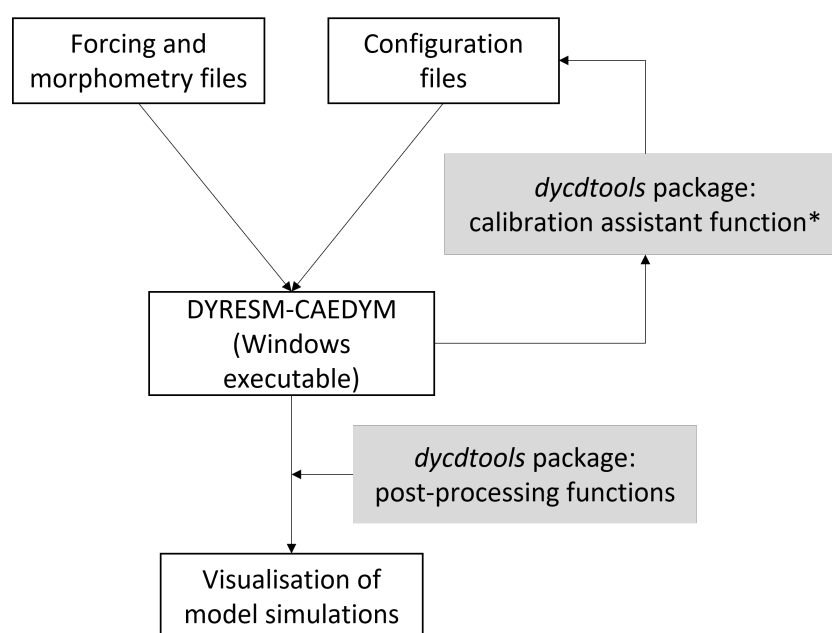 Forcing and
morphometry files
Configuration
files
dycdtools package:
calibration assistant function*
DYRESM-CAEDYM
(Windows
executable)
dycdtools package:
post-processing functions
Visualisation of
model simulations